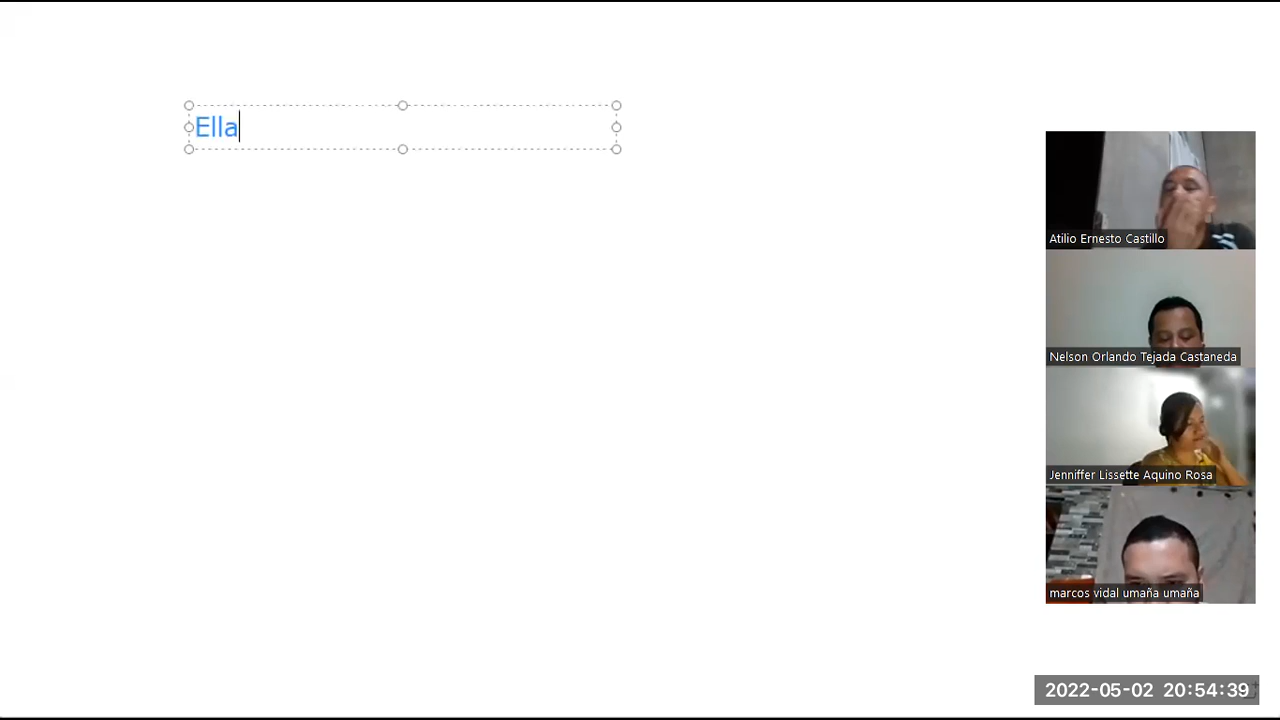 Ella
Atilio Ernesto Castillo
Nelson Orlando Tejada Castaneda
Jenniffer Lissette Aquino Rosa
marcos vidal umaña umaña
2022-05-02 20:54:39